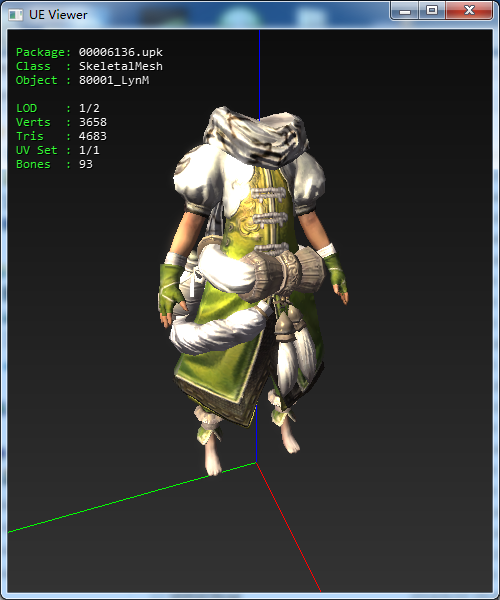 UE Viewer
Package: 00006136.upk
Class : SkeletalMesh
Object : 80001_LynM
LOD : 1/2
Verts : 3658
Tris : 4683
UV Set : 1/1
Bones : 93